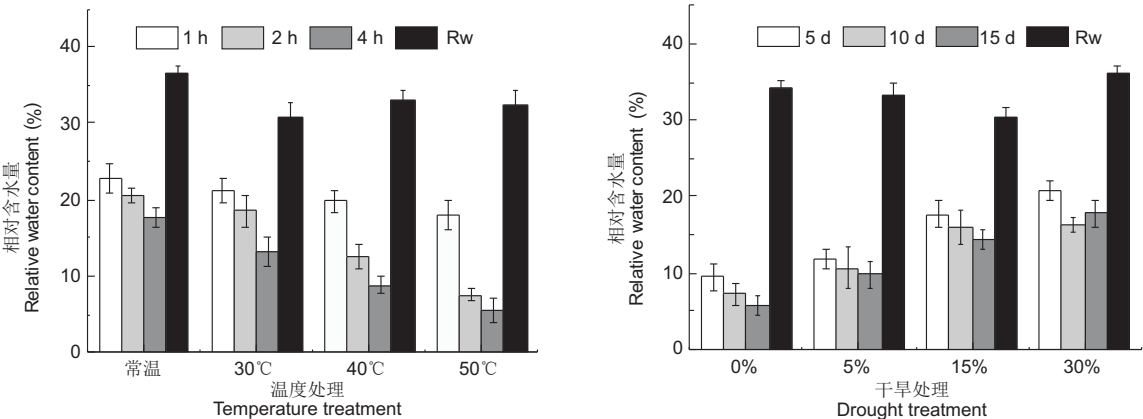 1 h 2 h 4 h Rw
40
30
20
10
0
相对含水量
Relative water content (%)
常温 30℃ 40℃ 50℃
温度处理
Temperature treatment
5 d 10 d 15 d Rw
40
30
20
10
0
相对含水量
Relative water content (%)
0% 5% 15% 30%
干旱处理
Drought treatment